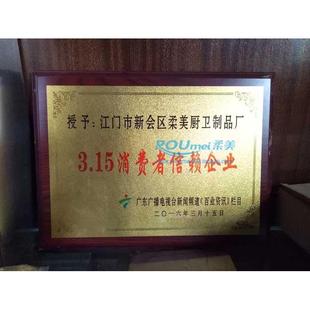 授予:江门市新会区柔美厨卫制品厂
ROUmei柔美
3.15消费者信赖企业
广东广播电视台新闻频道《百业资讯》栏目
二〇一六年三月十五日